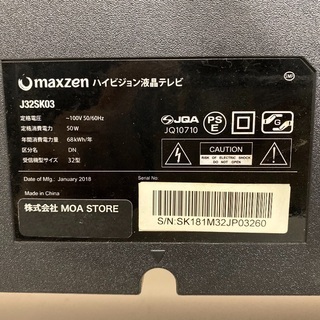 maxzen ハイビジョン液晶テレビ
J32SK03
定格電圧 ~100V 50/60Hz
定格消費電力 50W
年間消費電力量 68kWh/年
区分 DN
受信機型サイズ 32型
JQA
JQ10710
PS
E
CAUTION
RISK OF ELECTRIC SHOCK
DO NOT OPEN
Date of Mfg : January 2018
Made in China
Serial No
株式会社 MOA STORE
S/N:SK181M32JP03260